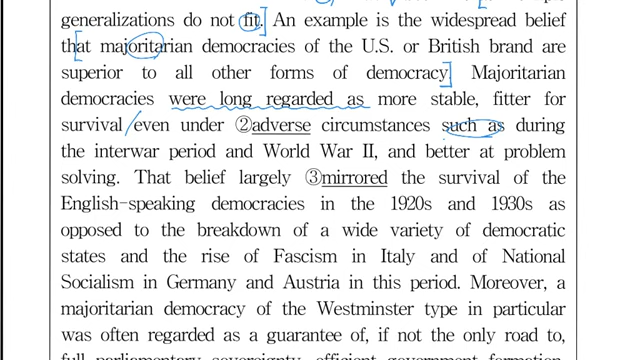 generalizations do not fit. An example is the widespread belief
that majoritarian democracies of the U.S. or British brand are
superior to all other forms of democracy. Majoritarian
democracies were long regarded as more stable, fitter for
survival even under ②adverse circumstances such as during
the interwar period and World War II, and better at problem
solving. That belief largely ③mirrored the survival of the
English-speaking democracies in the 1920s and 1930s as
opposed to the breakdown of a wide variety of democratic
states and the rise of Fascism in Italy and of National
Socialism in Germany and Austria in this period. Moreover, a
majoritarian democracy of the Westminster type in particular
was often regarded as a guarantee of, if not the only road to,
full parliamentary sovereignty, efficient government formation,